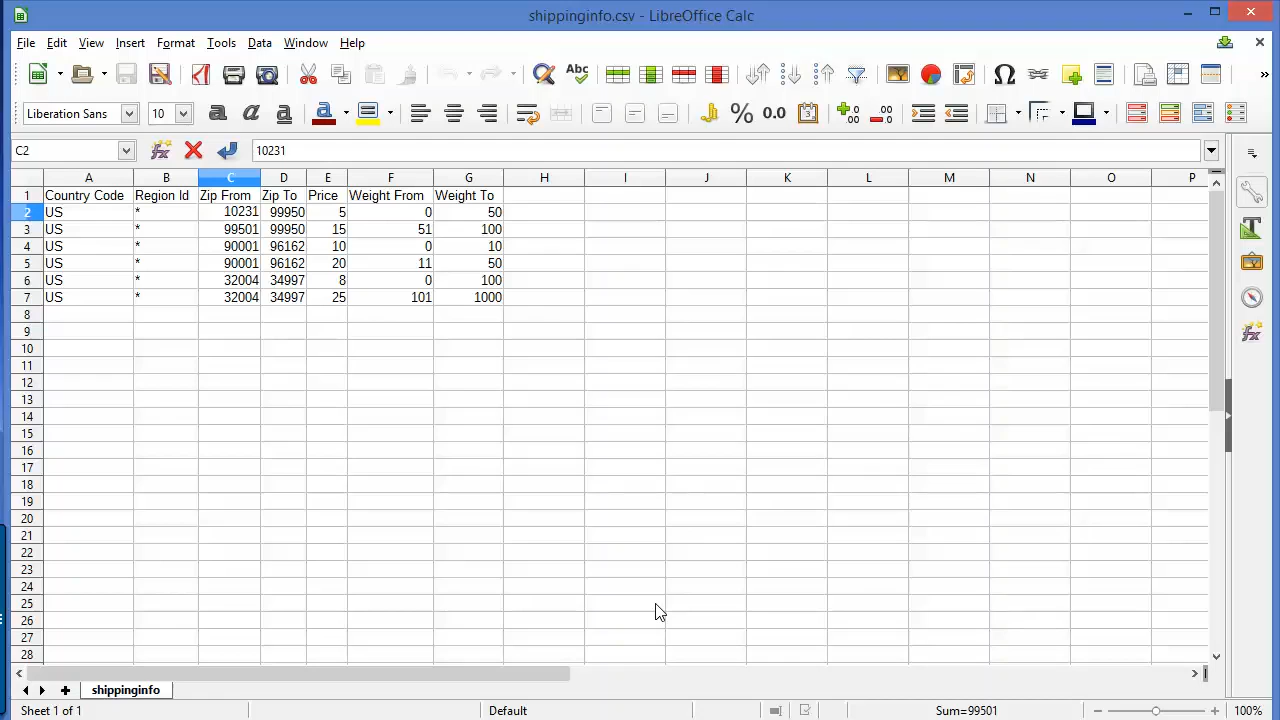 shippinginfo.csv - LibreOffice Calc
File Edit View Insert Format Tools Data Window Help
Liberation Sans 10
C2 10231
A B C D E F G H I J K L M N O P
1 Country Code Region Id Zip From Zip To Price Weight From Weight To
2 US * 10231 99950 5 0 50
3 US * 99501 99950 15 51 100
4 US * 90001 96162 10 0 10
5 US * 90001 96162 20 11 50
6 US * 32004 34997 8 0 100
7 US * 32004 34997 25 101 1000
8
9
10
11
12
13
14
15
16
17
18
19
20
21
22
23
24
25
26
27
28
shippinginfo
Sheet 1 of 1 Default Sum=99501 100%